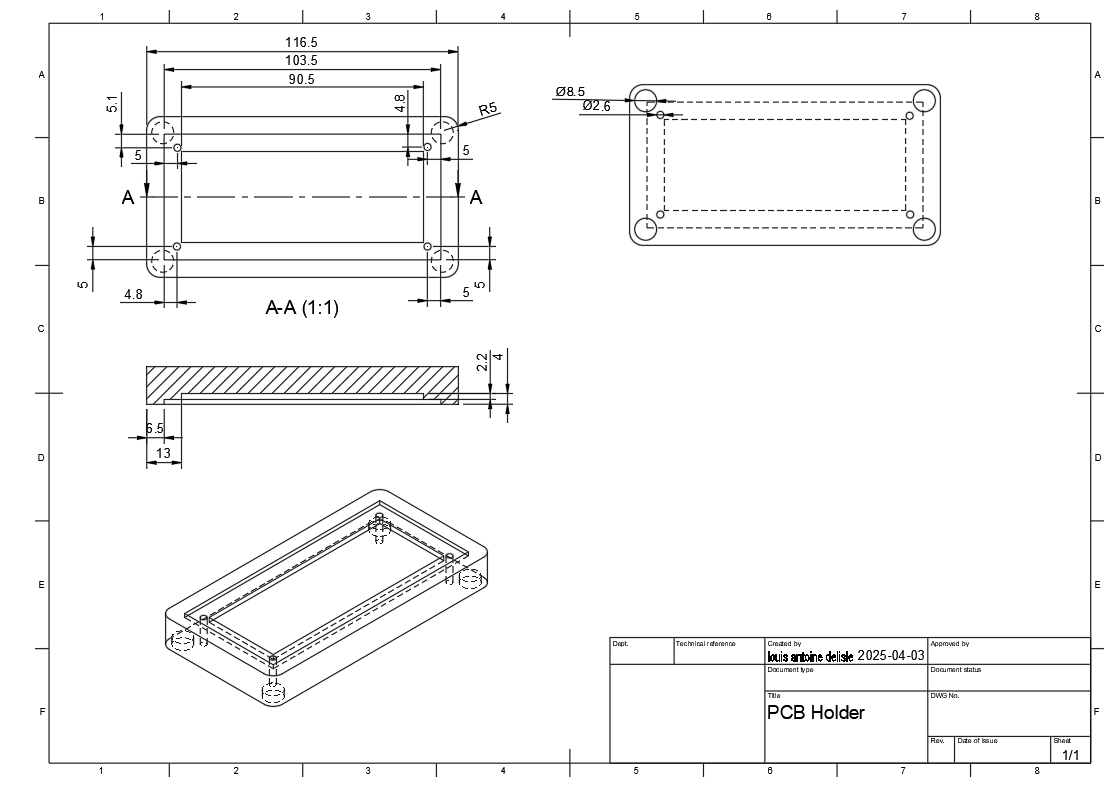 1 2 3 4 5 6 7 8
A A
B B
C C
D D
E E
F F
116.5
103.5
90.5
5.1
4.8
R5
5
5
A A
5
4.8
5
5
A-A (1:1)
Ø8.5
Ø2.6
2.2
4
6.5
13
Dept.
Technical reference
Created by
louis antoine delisle 2025-04-03
Approved by
Document type
Document status
Title
PCB Holder
DWG No.
Rev.
Date of issue
Sheet
1/1
1 2 3 4 5 6 7 8